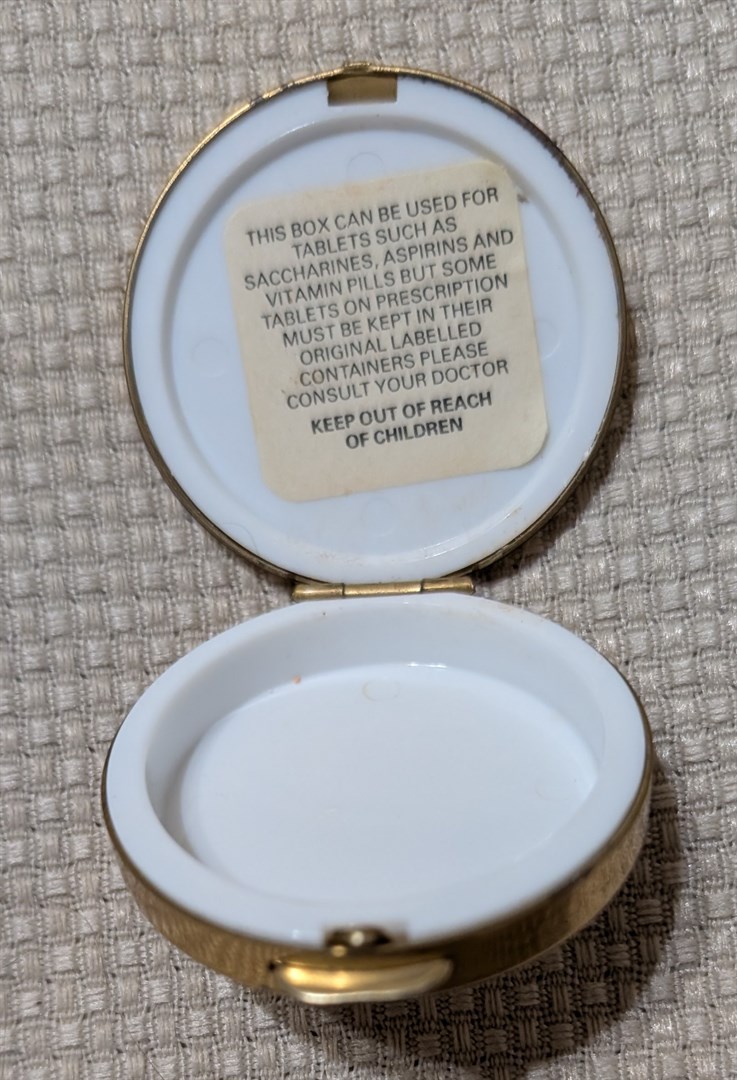 THIS BOX CAN BE USED FOR
TABLETS SUCH AS
SACCHARINES, ASPIRINS AND
VITAMIN PILLS BUT SOME
TABLETS ON PRESCRIPTION
MUST BE KEPT IN THEIR
ORIGINAL LABELLED
CONTAINERS PLEASE
CONSULT YOUR DOCTOR
KEEP OUT OF REACH
OF CHILDREN